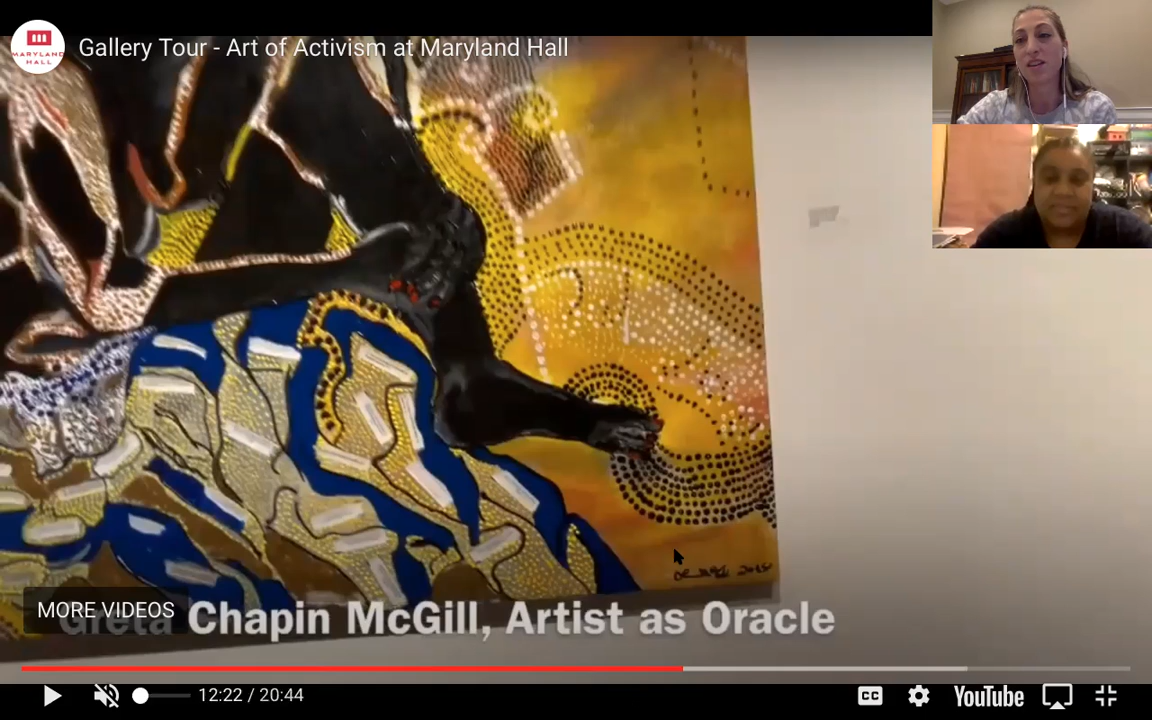 MARYLAND
HALL
Gallery Tour - Art of Activism at Maryland Hall
MORE VIDEOS
Greta Chapin McGill, Artist as Oracle
12:22 / 20:44
CC
YouTube